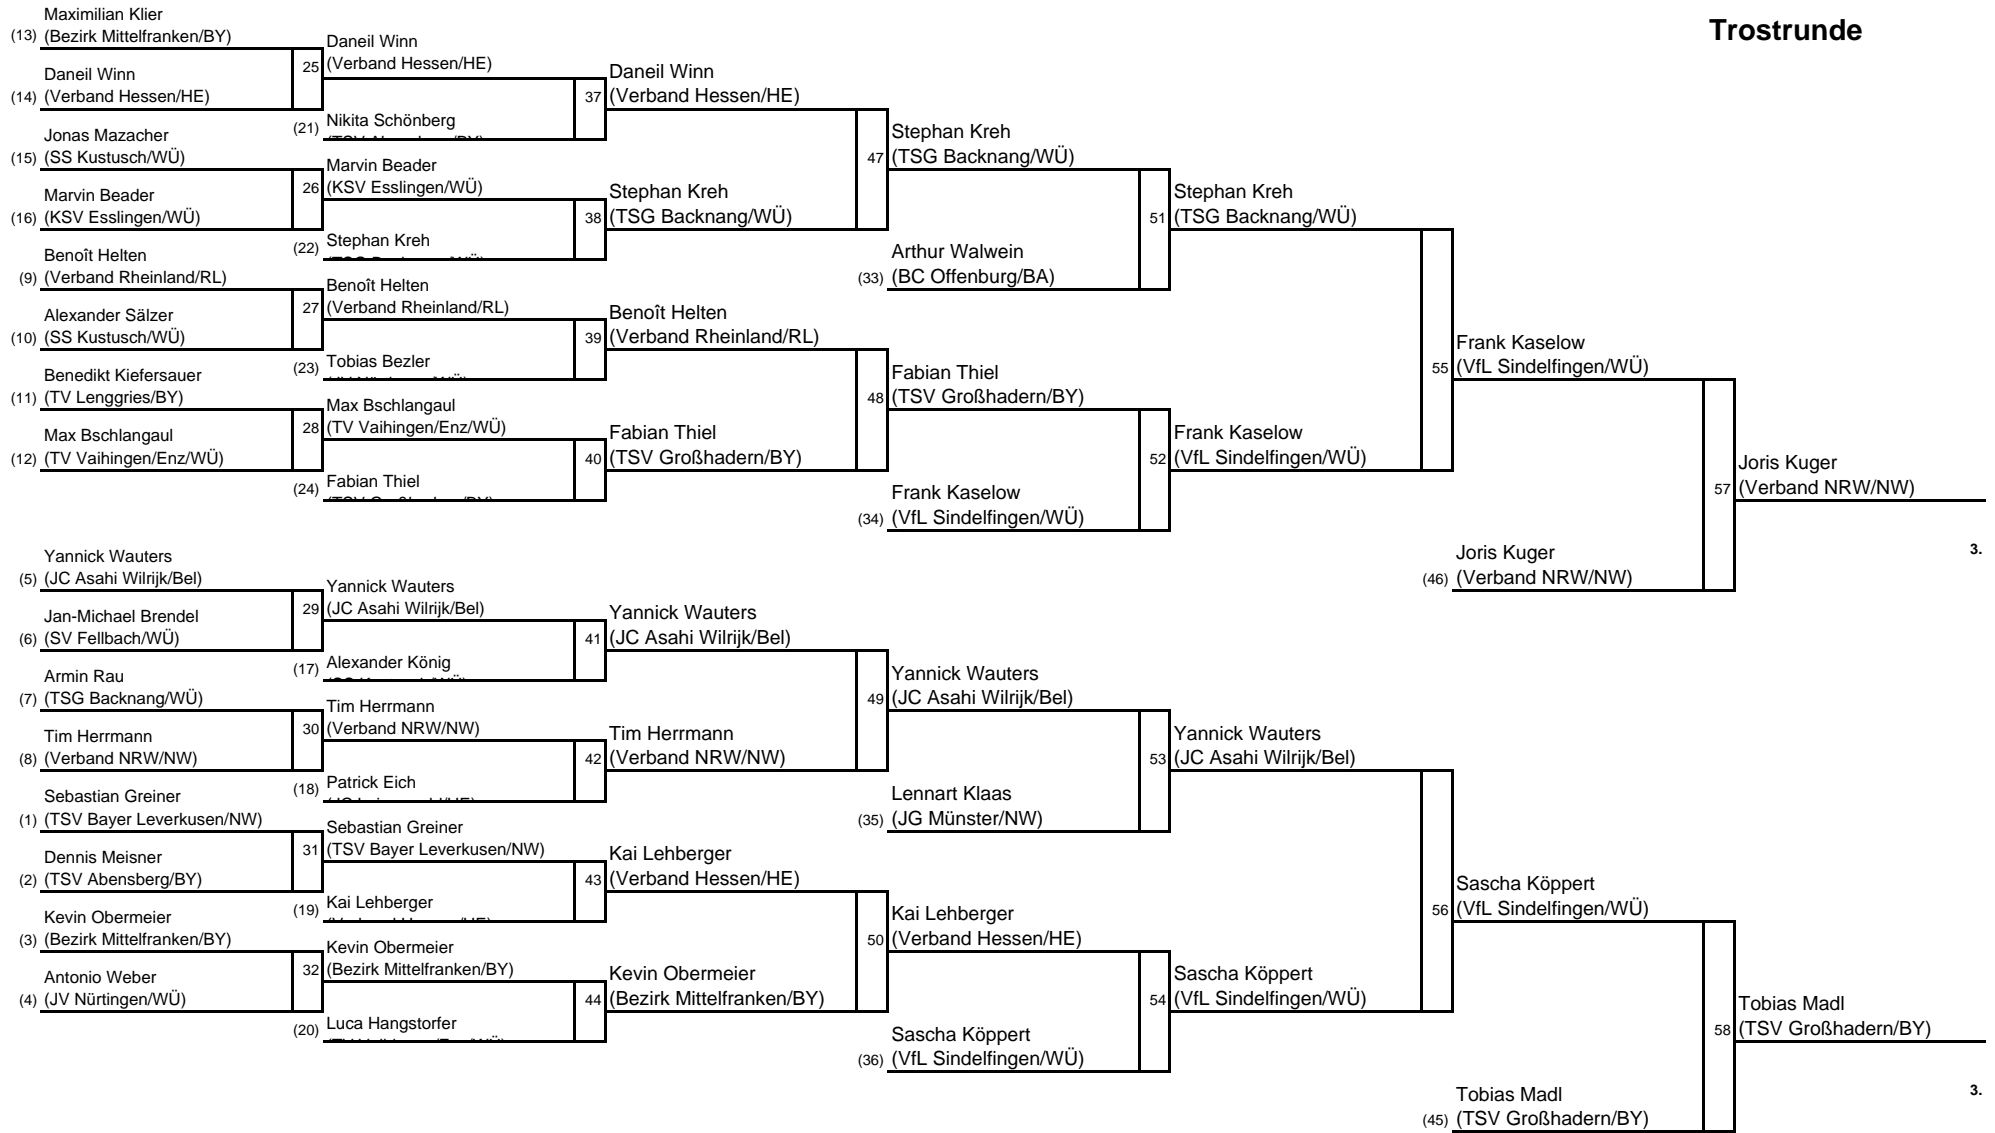 Trostrunde
Maximilian Klier
(13) (Bezirk Mittelfranken/BY)
Daneil Winn
(14) (Verband Hessen/HE)
Jonas Mazacher
(15) (SS Kustusch/WÜ)
Marvin Beader
(16) (KSV Esslingen/WÜ)
Benoît Helten
(9) (Verband Rheinland/RL)
Alexander Sälzer
(10) (SS Kustusch/WÜ)
Benedikt Kiefersauer
(11) (TV Lenggries/BY)
Max Bschlangaul
(12) (TV Vaihingen/Enz/WÜ)
Yannick Wauters
(5) (JC Asahi Wilrijk/Bel)
Jan-Michael Brendel
(6) (SV Fellbach/WÜ)
Armin Rau
(7) (TSG Backnang/WÜ)
Tim Herrmann
(8) (Verband NRW/NW)
Sebastian Greiner
(1) (TSV Bayer Leverkusen/NW)
Dennis Meisner
(2) (TSV Abensberg/BY)
Kevin Obermeier
(3) (Bezirk Mittelfranken/BY)
Antonio Weber
(4) (JV Nürtingen/WÜ)
Daneil Winn
25 (Verband Hessen/HE)
(21) Nikita Schönberg
Marvin Beader
26 (KSV Esslingen/WÜ)
(22) Stephan Kreh
Benoît Helten
27 (Verband Rheinland/RL)
(23) Tobias Bezler
Max Bschlangaul
28 (TV Vaihingen/Enz/WÜ)
(24) Fabian Thiel
Yannick Wauters
29 (JC Asahi Wilrijk/Bel)
(17) Alexander König
Tim Herrmann
30 (Verband NRW/NW)
(18) Patrick Eich
Sebastian Greiner
31 (TSV Bayer Leverkusen/NW)
(19) Kai Lehberger
Kevin Obermeier
32 (Bezirk Mittelfranken/BY)
(20) Luca Hangstorfer
Daneil Winn
37 (Verband Hessen/HE)
Stephan Kreh
38 (TSG Backnang/WÜ)
Benoît Helten
39 (Verband Rheinland/RL)
Fabian Thiel
40 (TSV Großhadern/BY)
Yannick Wauters
41 (JC Asahi Wilrijk/Bel)
Tim Herrmann
42 (Verband NRW/NW)
Kai Lehberger
43 (Verband Hessen/HE)
Kevin Obermeier
44 (Bezirk Mittelfranken/BY)
Stephan Kreh
47 (TSG Backnang/WÜ)
Arthur Walwein
(33) (BC Offenburg/BA)
Fabian Thiel
48 (TSV Großhadern/BY)
Frank Kaselow
(34) (VfL Sindelfingen/WÜ)
Yannick Wauters
49 (JC Asahi Wilrijk/Bel)
Lennart Klaas
(35) (JG Münster/NW)
Kai Lehberger
50 (Verband Hessen/HE)
Sascha Köppert
(36) (VfL Sindelfingen/WÜ)
Stephan Kreh
51 (TSG Backnang/WÜ)
Frank Kaselow
52 (VfL Sindelfingen/WÜ)
Yannick Wauters
53 (JC Asahi Wilrijk/Bel)
Sascha Köppert
54 (VfL Sindelfingen/WÜ)
Frank Kaselow
55 (VfL Sindelfingen/WÜ)
Joris Kuger
(46) (Verband NRW/NW)
Sascha Köppert
56 (VfL Sindelfingen/WÜ)
Tobias Madl
(45) (TSV Großhadern/BY)
Joris Kuger
57 (Verband NRW/NW)
3.
Tobias Madl
58 (TSV Großhadern/BY)
3.